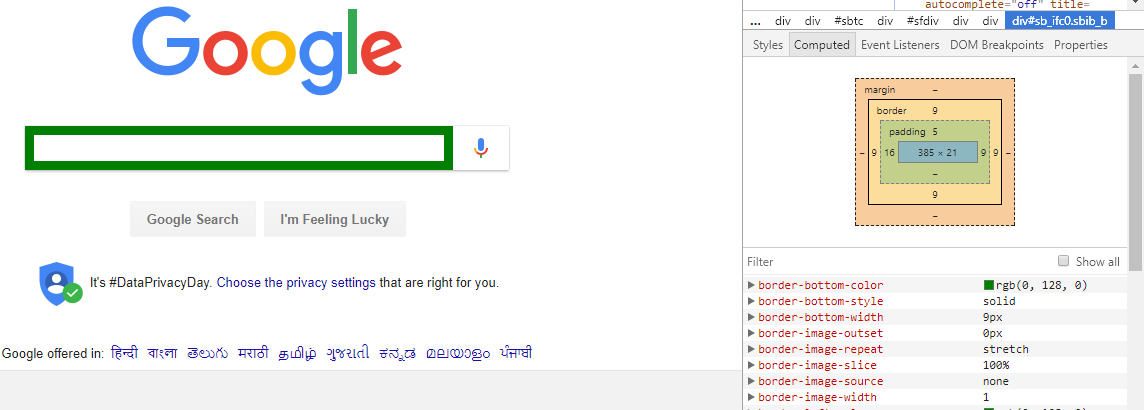 autocomplete="off" title=
... div div #sbtc div #sfdiv div div div#sb_ifc0.sbib_b
Styles Computed Event Listeners DOM Breakpoints Properties
Google
margin –
border 9
padding 5
– 9 16 385 × 21 9 9 –
–
9
–
Google Search I'm Feeling Lucky
It's #DataPrivacyDay. Choose the privacy settings that are right for you.
Google offered in: हिन्दी বাংলা తెలుగు मराठी தமிழ் ગુજરાતી ಕನ್ನಡ മലയാളം ਪੰਜਾਬੀ
Filter Show all
border-bottom-color rgb(0, 128, 0)
border-bottom-style solid
border-bottom-width 9px
border-image-outset 0px
border-image-repeat stretch
border-image-slice 100%
border-image-source none
border-image-width 1